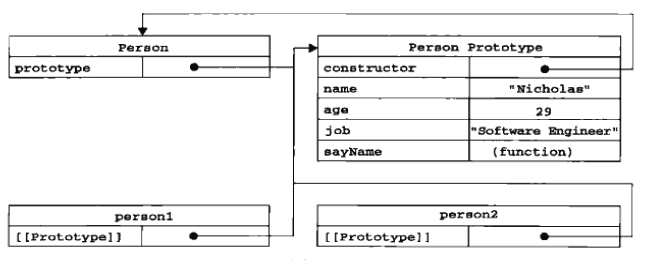 Person
prototype
Person Prototype
constructor
name "Nicholas"
age 29
job "Software Engineer"
sayName (function)
person1
[[Prototype]]
person2
[[Prototype]]